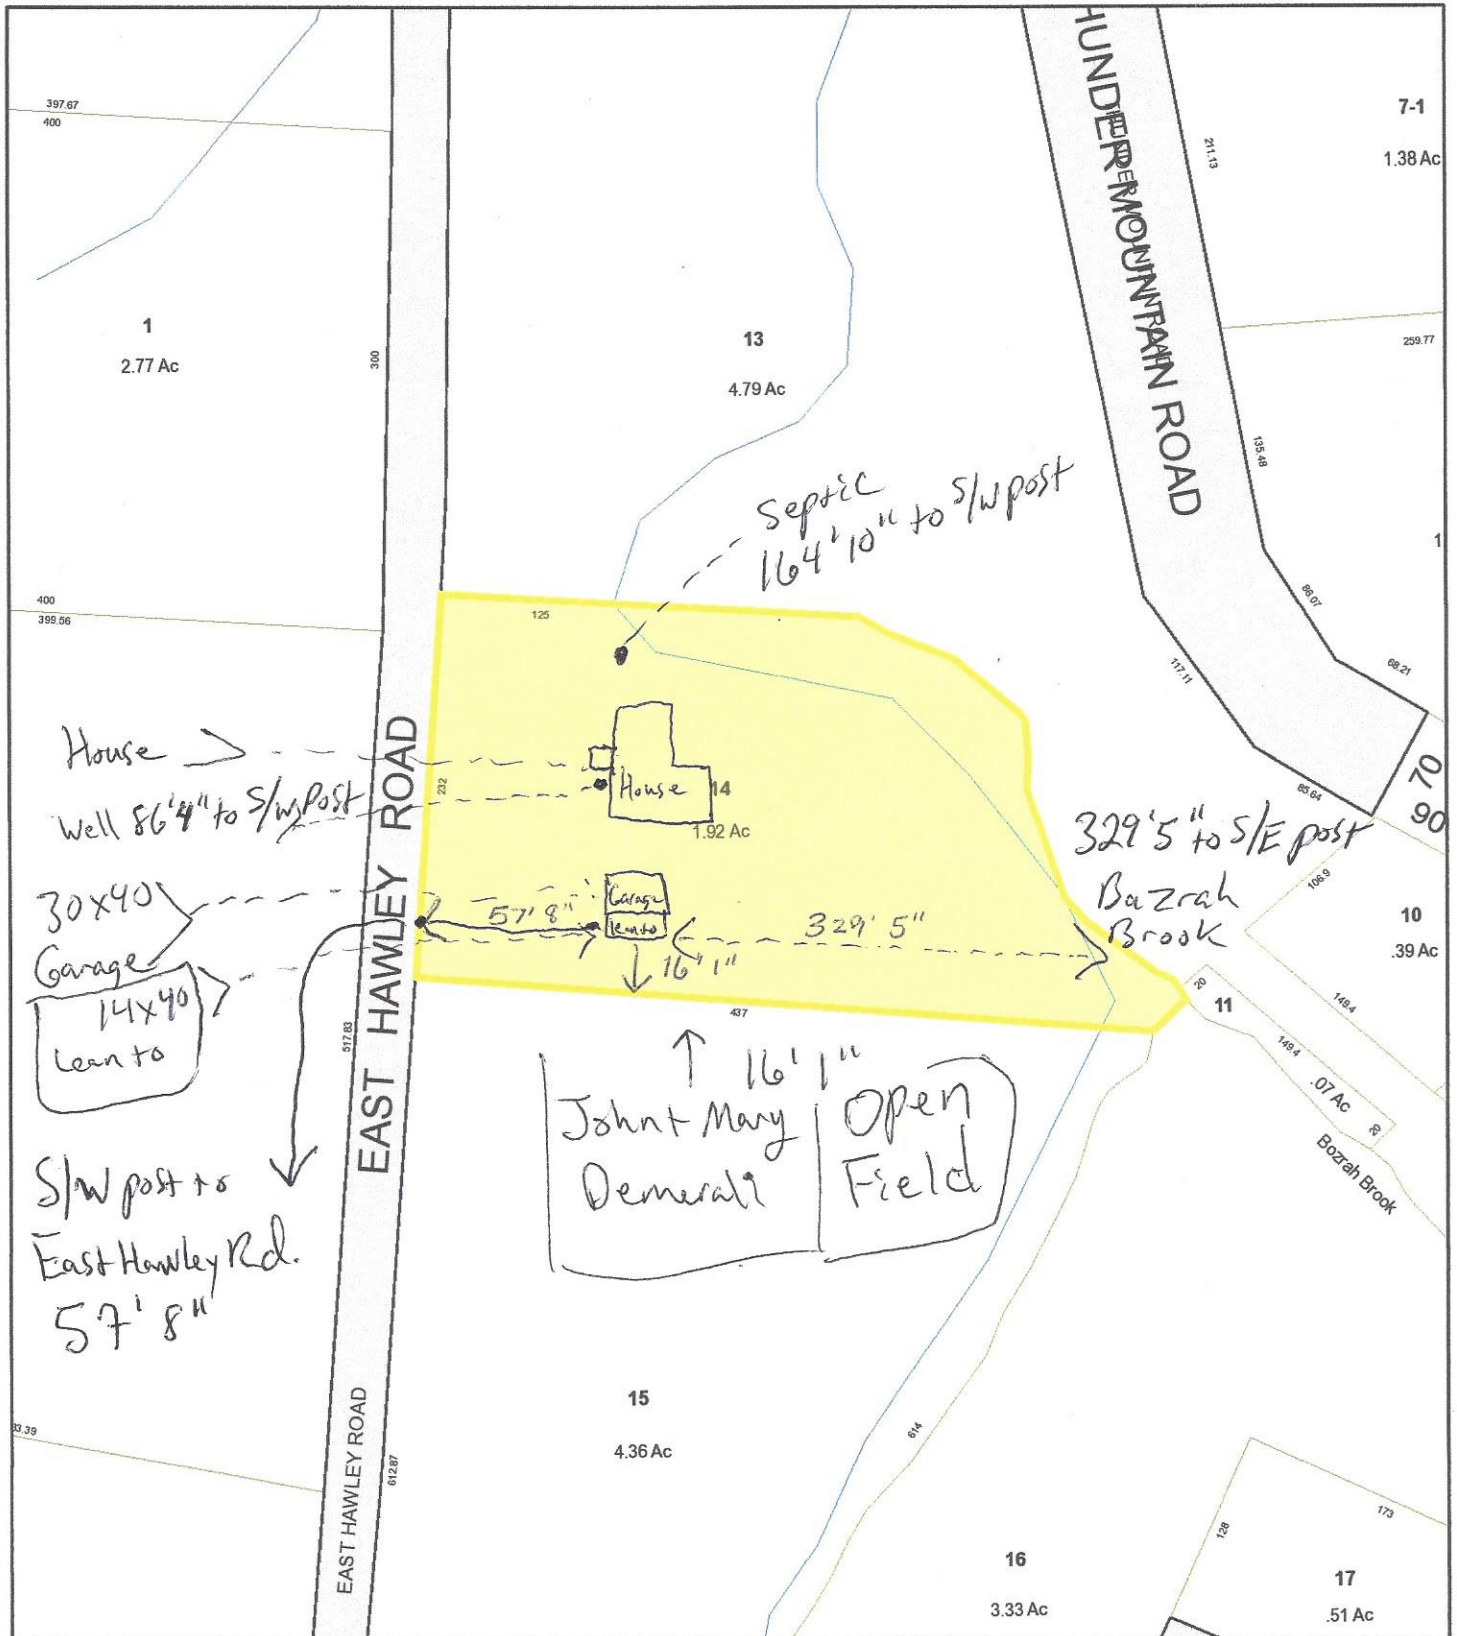 397.67
400
HUNDER MOUNTAIN ROAD
211.13
7-1
1.38 Ac
1
2.77 Ac
300
13
4.79 Ac
259.77
135.48
Septic
164'10" to S/W post
400
399.56
125
1
86.07
117.11
68.21
House
Well 86'4" to S/W Post
232
House
14
1.92 Ac
85.64
70
90
329'5" to S/E post
Bazrah
Brook
30x40
Garage
14x40
lean to
57'8"
Garage
lean to
329' 5"
16'1"
106.9
10
.39 Ac
149.4
20
11
149.4
.07 Ac
20
Bozrah Brook
437
517.83
EAST HAWLEY ROAD
16'1"
John + Mary
Open
Field
S/W post to
East Hawley Rd.
57' 8"
15
4.36 Ac
614
93.39
EAST HAWLEY ROAD
612.87
16
3.33 Ac
128
173
17
.51 Ac